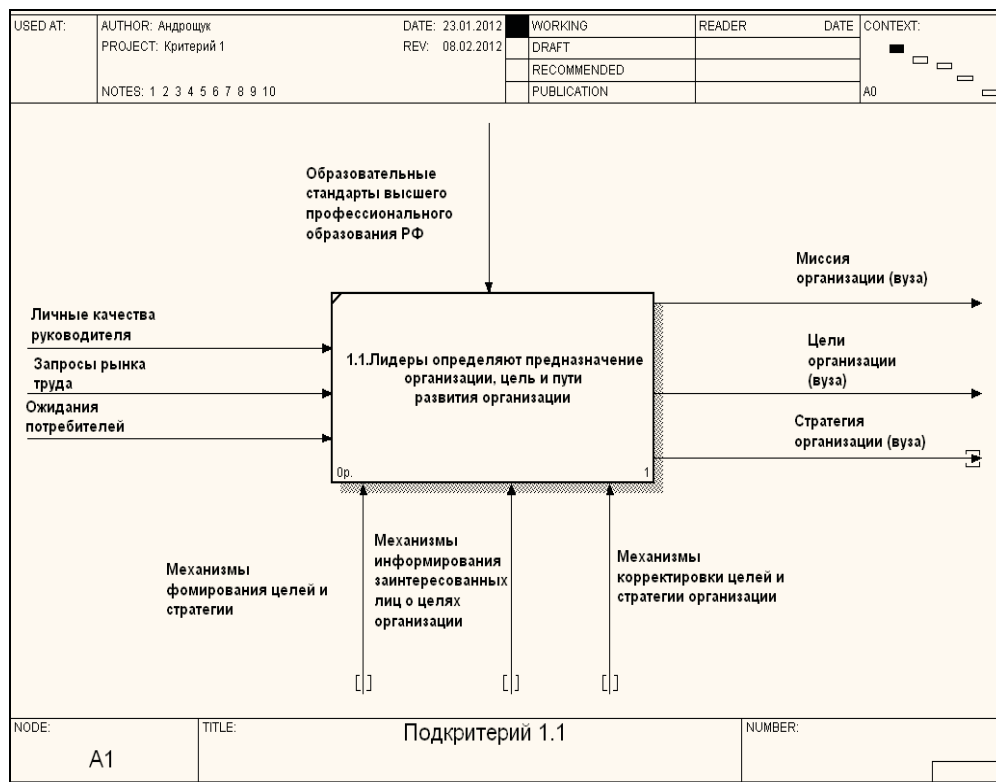 USED AT:
AUTHOR: Андрощук
DATE: 23.01.2012
WORKING
READER
DATE
CONTEXT:
PROJECT: Критерий 1
REV: 08.02.2012
DRAFT
RECOMMENDED
NOTES: 1 2 3 4 5 6 7 8 9 10
PUBLICATION
A0
Образовательные
стандарты высшего
профессионального
образования РФ
Личные качества
руководителя
Запросы рынка
труда
Ожидания
потребителей
1.1.Лидеры определяют предназначение
организации, цель и пути
развития организации
0р.
1
Миссия
организации (вуза)
Цели
организации
(вуза)
Стратегия
организации (вуза)
Механизмы
фомирования целей и
стратегии
Механизмы
информирования
заинтересованных
лиц о целях
организации
Механизмы
корректировки целей и
стратегии организации
NODE:
A1
TITLE:
Подкритерий 1.1
NUMBER: